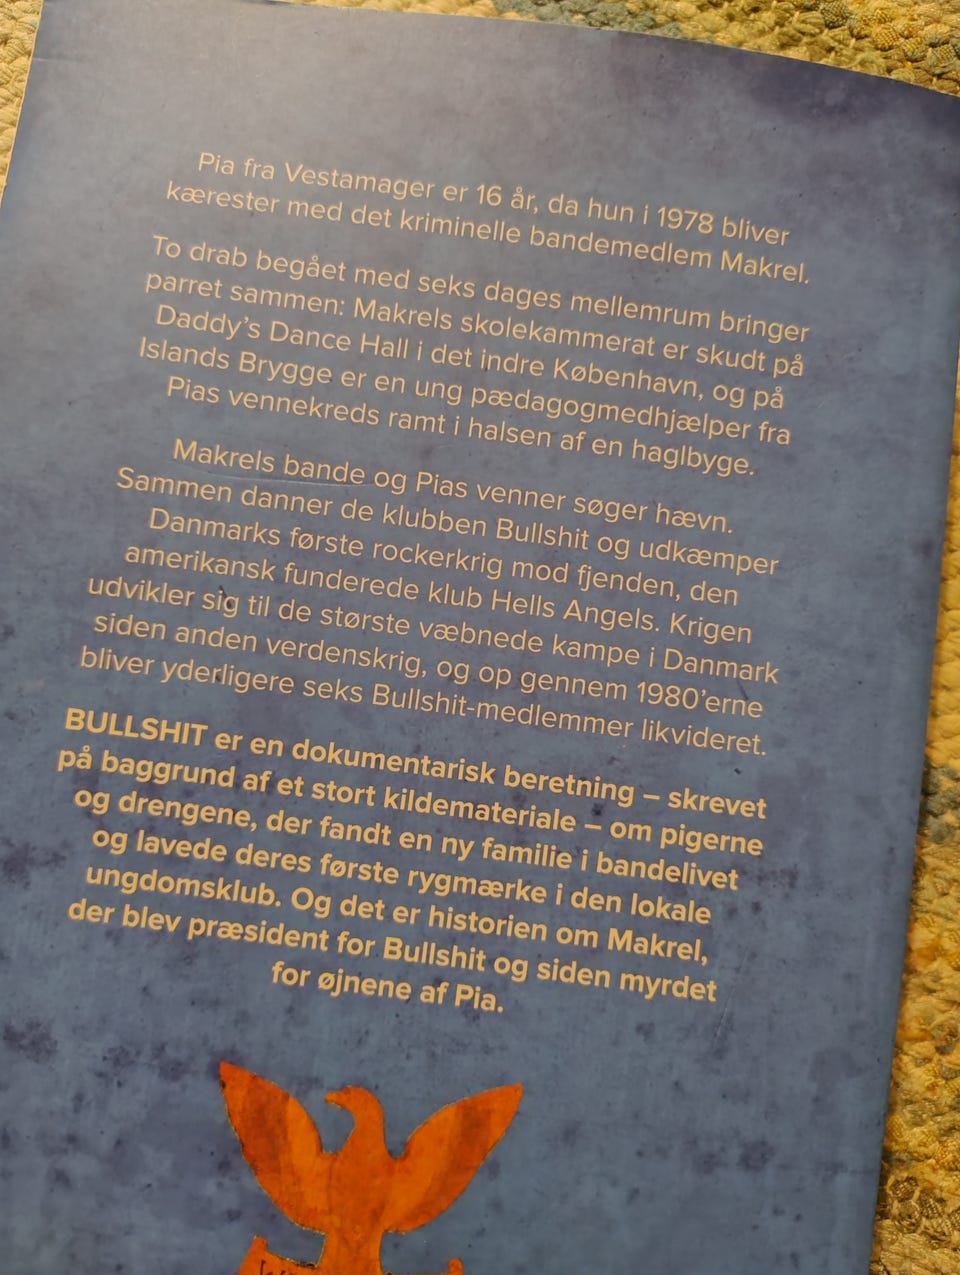 Pia fra Vestamager er 16 år, da hun i 1978 bliver
kærester med det kriminelle bandemedlem Makrel.
To drab begået med seks dages mellemrum bringer
parret sammen: Makrels skolekammerat er skudt på
Daddy's Dance Hall i det indre København, og på
Islands Brygge er en ung pædagogmedhjælper fra
Pias vennekreds ramt i halsen af en haglbyge.
Makrels bande og Pias venner søger hævn.
Sammen danner de klubben Bullshit og udkæmper
Danmarks første rockerkrig mod fjenden, den
amerikansk funderede klub Hells Angels. Krigen
udvikler sig til de største væbnede kampe i Danmark
siden anden verdenskrig, og op gennem 1980'erne
bliver yderligere seks Bullshit-medlemmer likvideret.
BULLSHIT er en dokumentarisk beretning – skrevet
på baggrund af et stort kildemateriale – om pigerne
og drengene, der fandt en ny familie i bandelivet
og lavede deres første rygmærke i den lokale
ungdomsklub. Og det er historien om Makrel,
der blev præsident for Bullshit og siden myrdet
for øjnene af Pia.